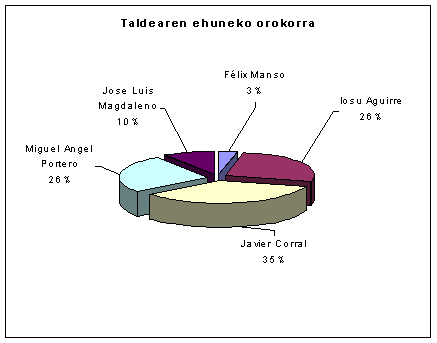 Taldearen ehuneko orokorra
Félix Manso
3 %
Iosu Aguirre
26 %
Javier Corral
35 %
Miguel Angel
Portero
26 %
Jose Luis
Magdaleno
10 %